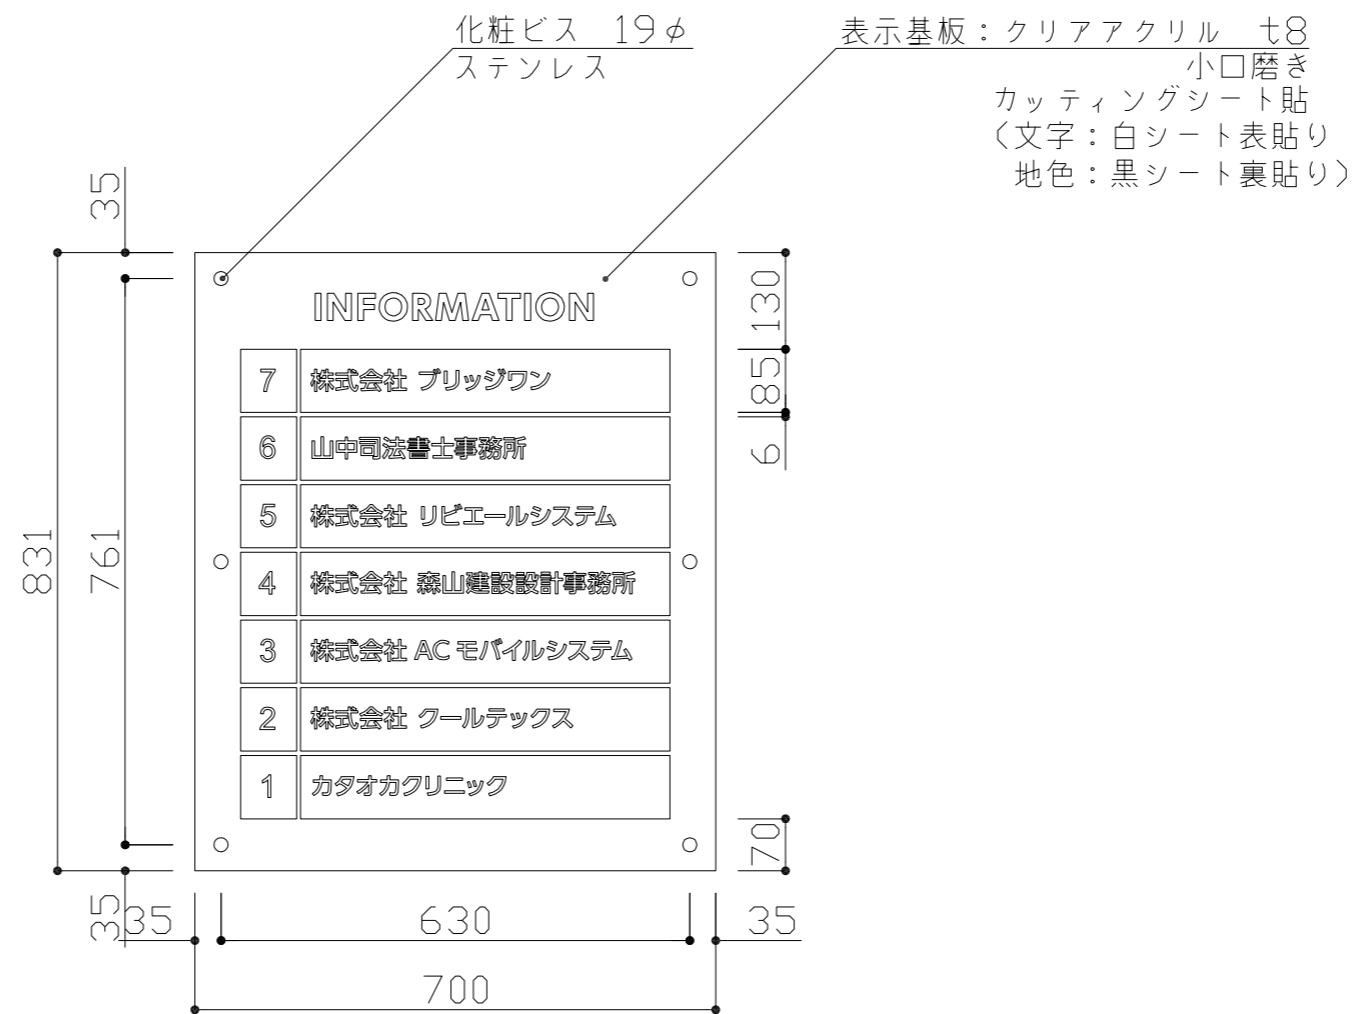 化粧ビス 19φ
ステンレス
表示基板：クリアアクリル t8
小口磨き
カッティングシート貼
（文字：白シート表貼り
地色：黒シート裏貼り）
35
831
761
35
130
85
6
70
INFORMATION
7 株式会社 ブリッジワン
6 山中司法書士事務所
5 株式会社 リビエールシステム
4 株式会社 森山建設設計事務所
3 株式会社 AC モバイルシステム
2 株式会社 クールテックス
1 カタオカクリニック
35 630 35
700